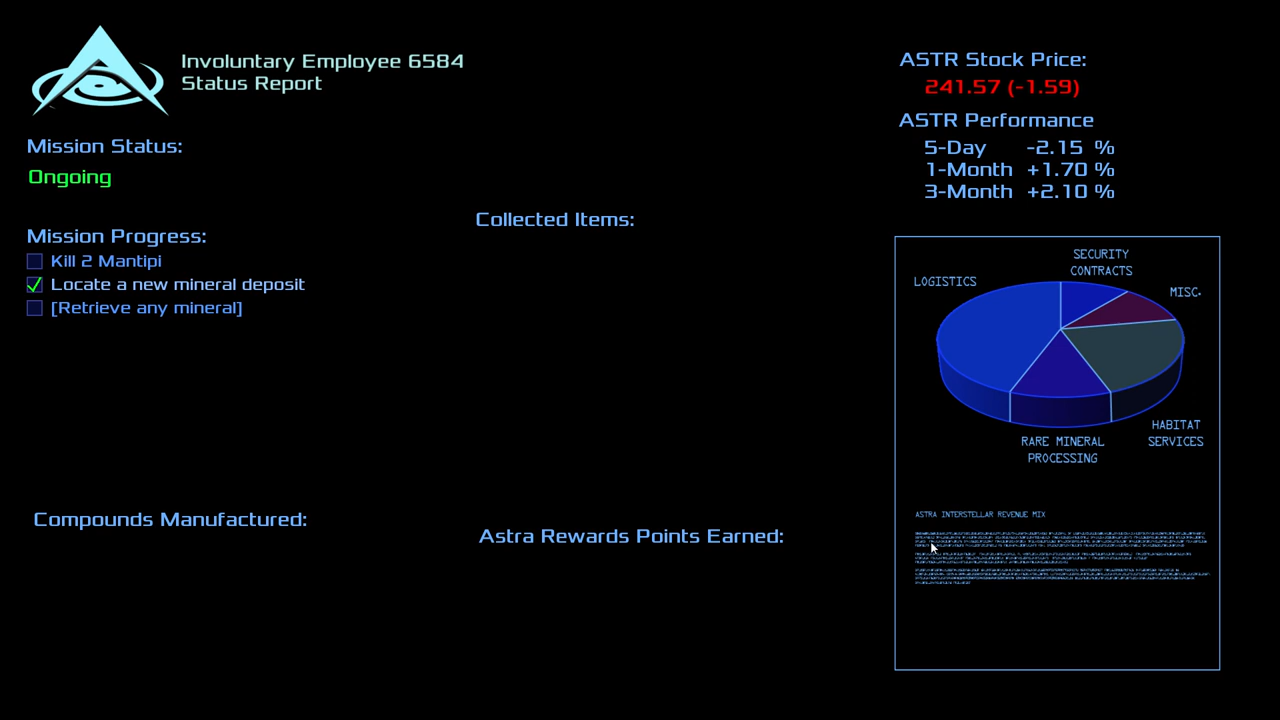 Involuntary Employee 6584
Status Report
Mission Status:
Ongoing
Mission Progress:
Kill 2 Mantipi
Locate a new mineral deposit
[Retrieve any mineral]
Compounds Manufactured:
Collected Items:
Astra Rewards Points Earned:
ASTR Stock Price:
241.57 (-1.59)
ASTR Performance
5-Day -2.15 %
1-Month +1.70 %
3-Month +2.10 %
SECURITY
CONTRACTS
LOGISTICS
MISC.
HABITAT
SERVICES
RARE MINERAL
PROCESSING
ASTRA INTERSTELLAR REVENUE MIX